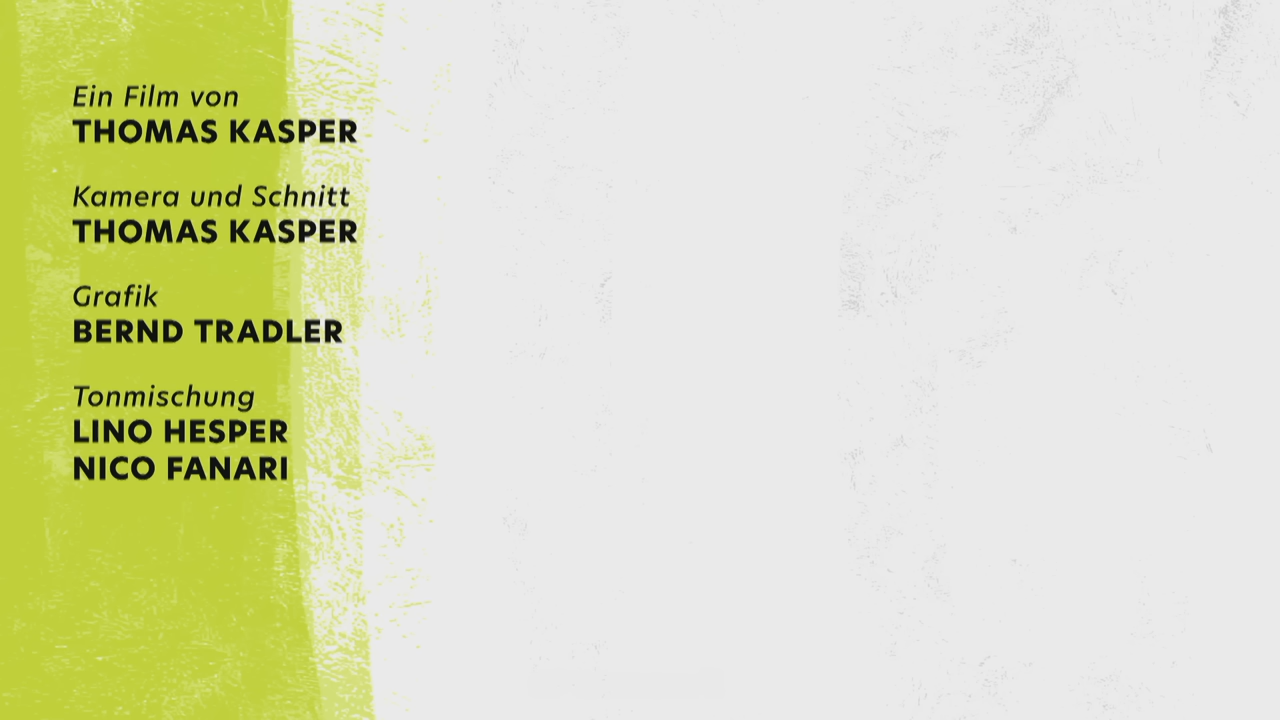 Ein Film von
THOMAS KASPER
Kamera und Schnitt
THOMAS KASPER
Grafik
BERND TRADLER
Tonmischung
LINO HESPER
NICO FANARI